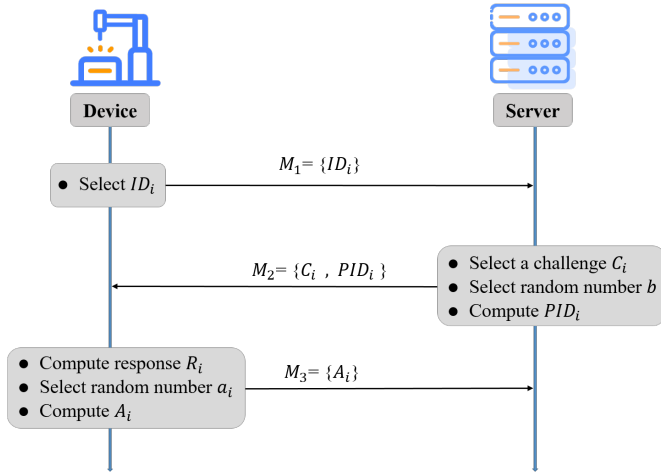 Device
Server
● Select IDᵢ
M₁= {IDᵢ}
● Select a challenge Cᵢ
● Select random number b
● Compute PIDᵢ
M₂= {Cᵢ , PIDᵢ }
● Compute response Rᵢ
● Select random number aᵢ
● Compute Aᵢ
M₃= {Aᵢ}